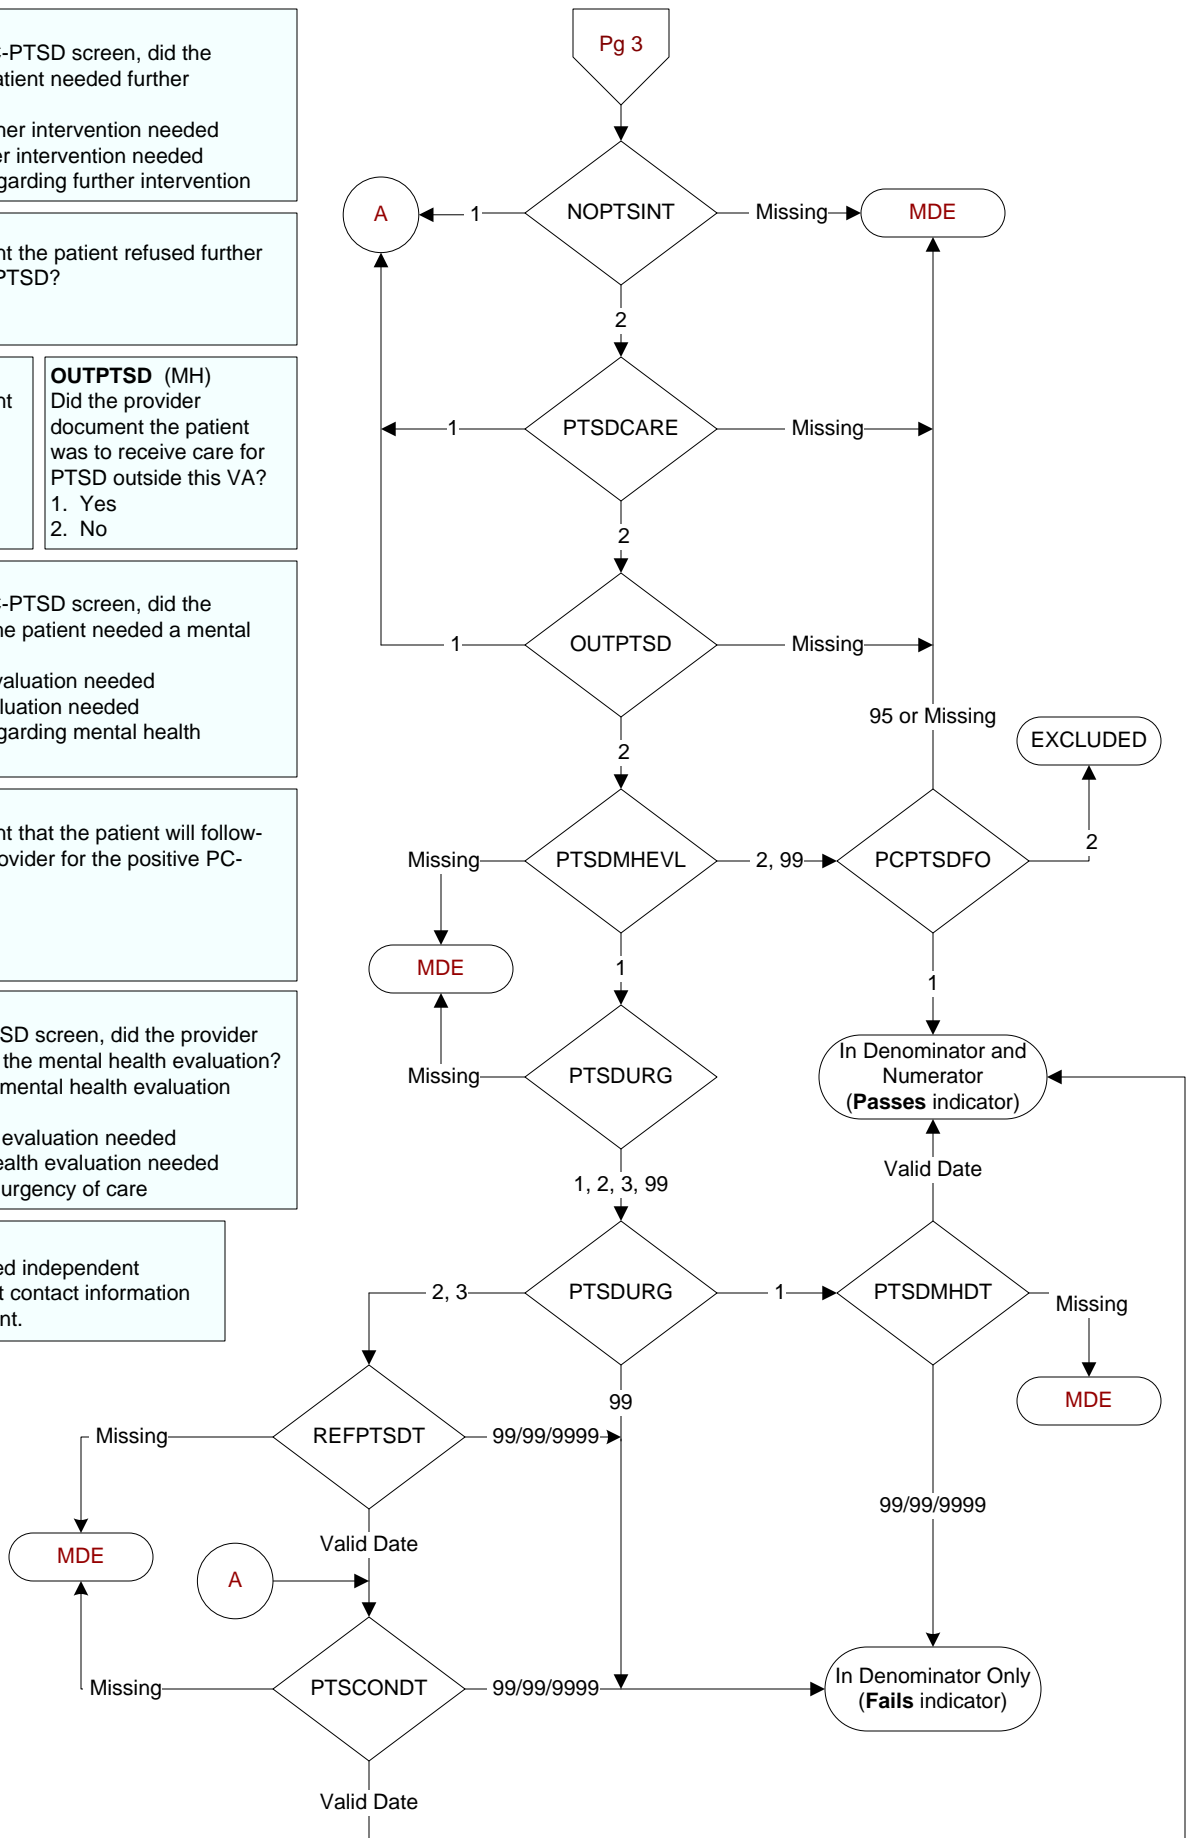 C-PTSD screen, did the
atient needed further
her intervention needed
er intervention needed
egarding further intervention
nt the patient refused further
PTSD?
nt
OUTPTSD (MH)
Did the provider
document the patient
was to receive care for
PTSD outside this VA?
1. Yes
2. No
C-PTSD screen, did the
he patient needed a mental
valuation needed
aluation needed
egarding mental health
nt that the patient will follow-
ovider for the positive PC-
SD screen, did the provider
the mental health evaluation?
mental health evaluation
evaluation needed
ealth evaluation needed
urgency of care
ed independent
t contact information
nt.
Pg 3
A
1
NOPTSINT
Missing
MDE
2
1
PTSDCARE
Missing
2
1
OUTPTSD
Missing
95 or Missing
EXCLUDED
2
Missing
PTSDMHEVL
2, 99
PCPTSDFO
2
MDE
1
1
Missing
PTSDURG
In Denominator and
Numerator
(Passes indicator)
1, 2, 3, 99
Valid Date
2, 3
PTSDURG
1
PTSDMHDT
Missing
99
MDE
Missing
REFPTSDT
99/99/9999
99/99/9999
Valid Date
MDE
A
Missing
PTSCONDT
99/99/9999
In Denominator Only
(Fails indicator)
Valid Date